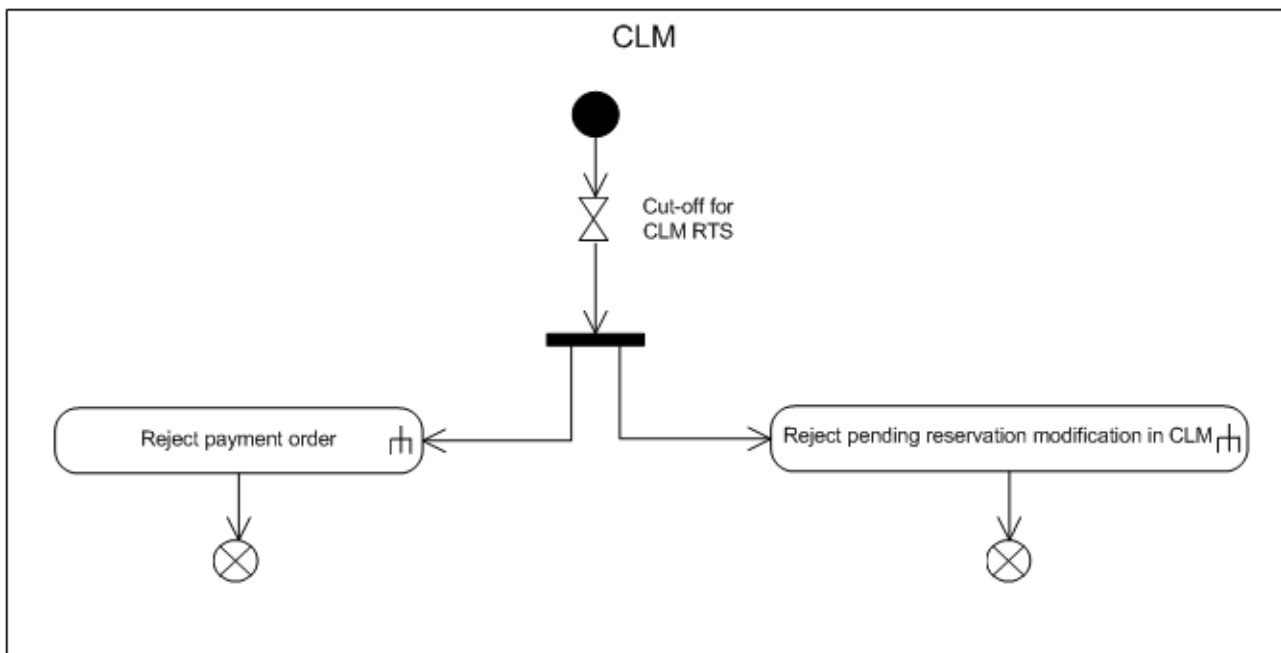 CLM
Cut-off for
CLM RTS
Reject payment order
Reject pending reservation modification in CLM